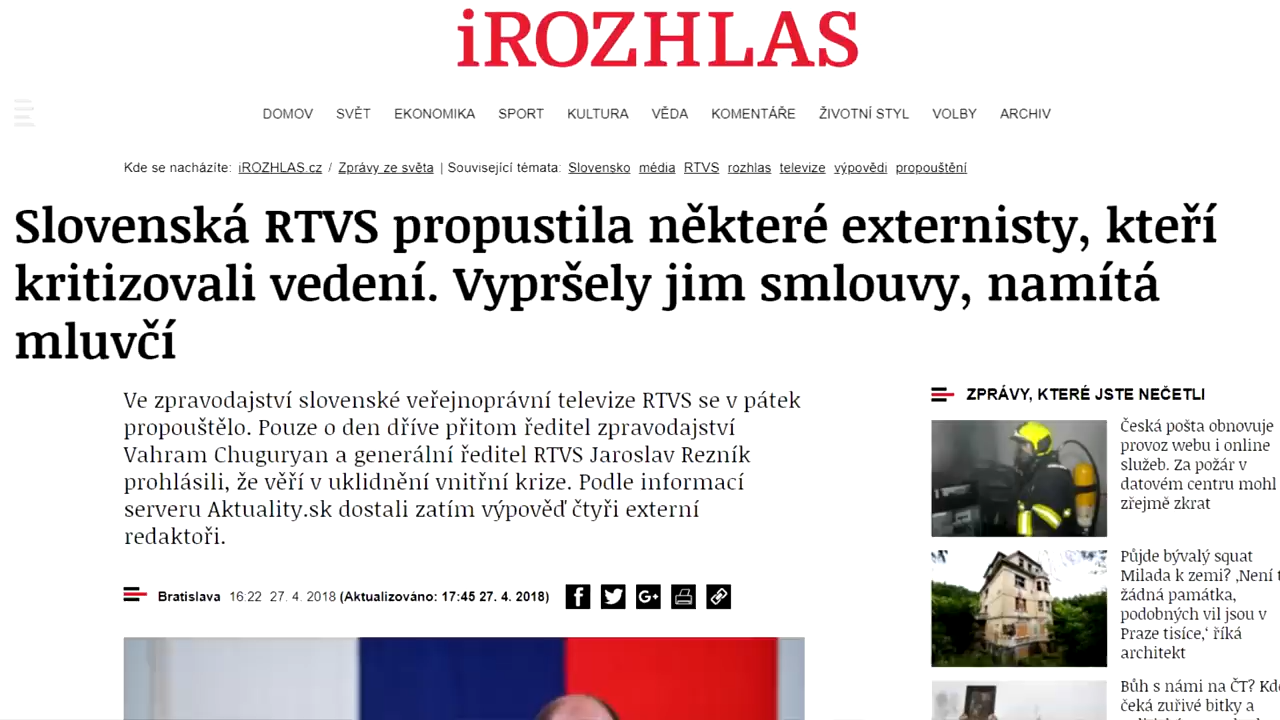 iROZHLAS
DOMOV SVĚT EKONOMIKA SPORT KULTURA VĚDA KOMENTÁŘE ŽIVOTNÍ STYL VOLBY ARCHIV
Kde se nacházíte: iROZHLAS.cz / Zprávy ze světa | Související témata: Slovensko média RTVS rozhlas televize výpovědi propouštění
Slovenská RTVS propustila některé externisty, kteří
kritizovali vedení. Vypršely jim smlouvy, namítá
mluvčí
Ve zpravodajství slovenské veřejnoprávní televize RTVS se v pátek
propouštělo. Pouze o den dříve přitom ředitel zpravodajství
Vahram Chuguryan a generální ředitel RTVS Jaroslav Rezník
prohlásili, že věří v uklidnění vnitřní krize. Podle informací
serveru Aktuality.sk dostali zatím výpověď čtyři externí
redaktoři.
Bratislava 16:22 27. 4. 2018 (Aktualizováno: 17:45 27. 4. 2018)
ZPRÁVY, KTERÉ JSTE NEČETLI
Česká pošta obnovuje
provoz webu i online
služeb. Za požár v
datovém centru mohl
zřejmě zkrat
Půjde bývalý squat
Milada k zemi? ‚Není
žádná památka,
podobných vil jsou v
Praze tisíce,‘ říká
architekt
Bůh s námi na ČT?
čeká zuřivé bitky a